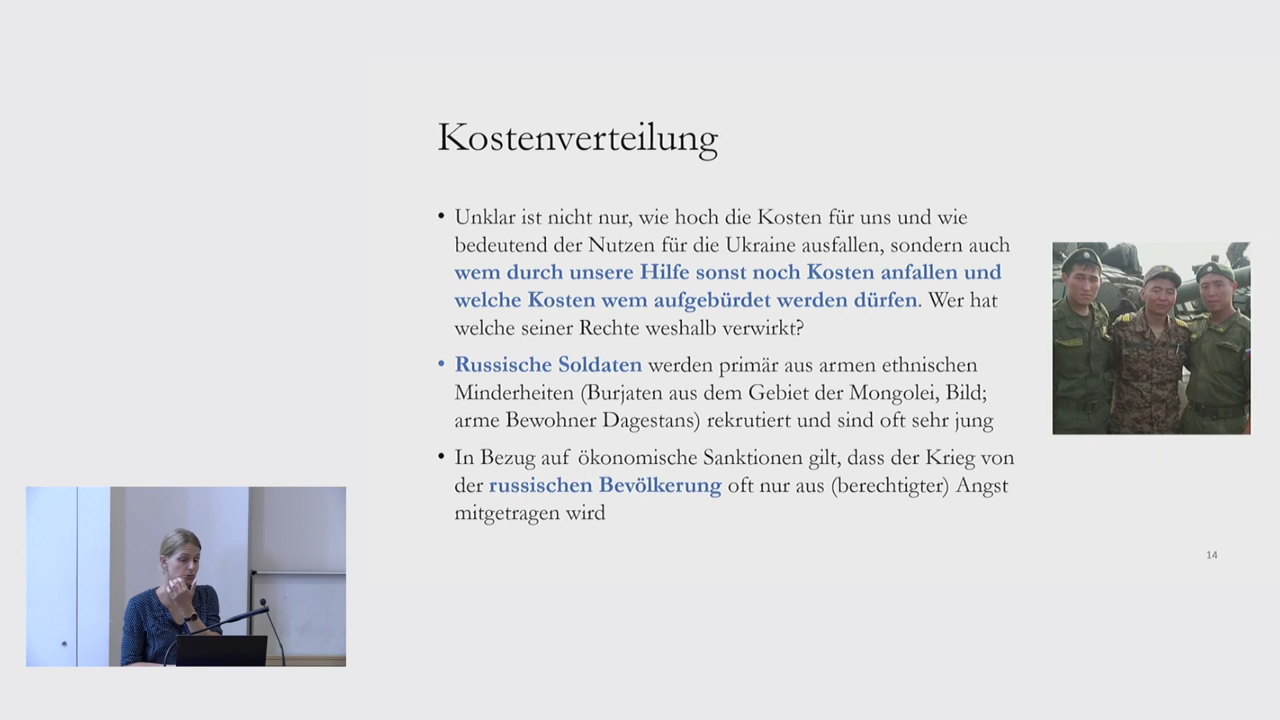 Kostenverteilung
• Unklar ist nicht nur, wie hoch die Kosten für uns und wie
bedeutend der Nutzen für die Ukraine ausfallen, sondern auch
wem durch unsere Hilfe sonst noch Kosten anfallen und
welche Kosten wem aufgebürdet werden dürfen. Wer hat
welche seiner Rechte weshalb verwirkt?
• Russische Soldaten werden primär aus armen ethnischen
Minderheiten (Burjaten aus dem Gebiet der Mongolei, Bild;
arme Bewohner Dagestans) rekrutiert und sind oft sehr jung
• In Bezug auf ökonomische Sanktionen gilt, dass der Krieg von
der russischen Bevölkerung oft nur aus (berechtigter) Angst
mitgetragen wird
14